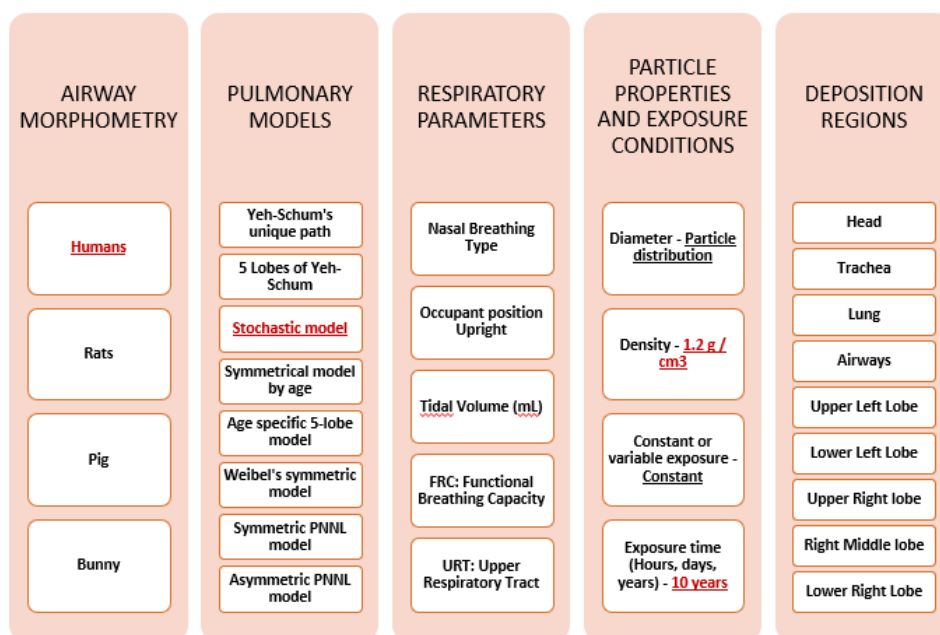 AIRWAY
MORPHOMETRY
Humans
Rats
Pig
Bunny
PULMONARY
MODELS
Yeh-Schum's
unique path
5 Lobes of Yeh-
Schum
Stochastic model
Symmetrical model
by age
Age specific 5-lobe
model
Weibel's symmetric
model
Symmetric PNNL
model
Asymmetric PNNL
model
RESPIRATORY
PARAMETERS
Nasal Breathing
Type
Occupant position
Upright
Tidal Volume (mL)
FRC: Functional
Breathing Capacity
URT: Upper
Respiratory Tract
PARTICLE
PROPERTIES
AND EXPOSURE
CONDITIONS
Diameter - Particle
distribution
Density - 1.2 g /
cm3
Constant or
variable exposure -
Constant
Exposure time
(Hours, days,
years) - 10 years
DEPOSITION
REGIONS
Head
Trachea
Lung
Airways
Upper Left Lobe
Lower Left Lobe
Upper Right lobe
Right Middle lobe
Lower Right Lobe